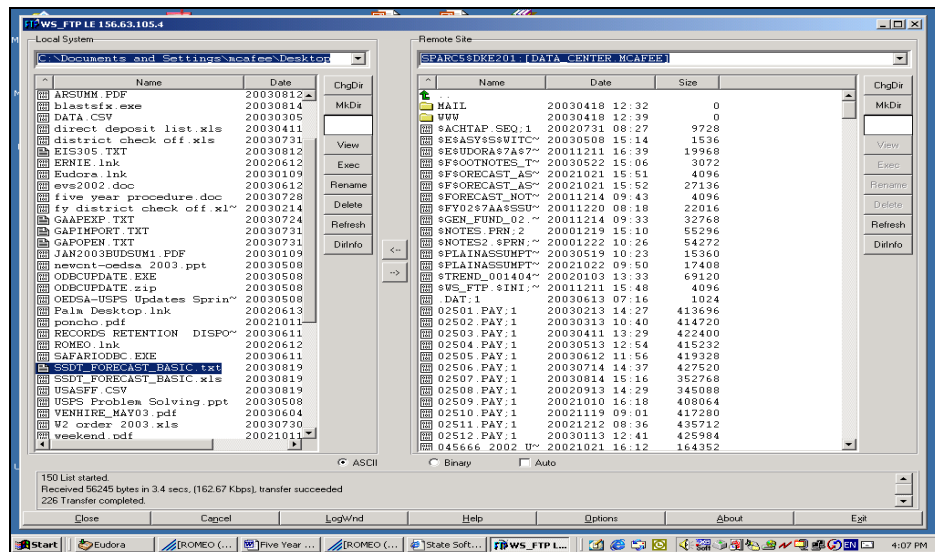 WS_FTP LE 156.63.105.4
Local System
Remote Site
C:\Documents and Settings\mcafee\Desktop
SPARC5$DKE201:[DATA_CENTER.MCAFEE]
^ Name Date
ARSUMM.PDF 20030812
blastsfx.exe 20030814
DATA.CSV 20030305
direct deposit list.xls 20030411
district check off.xls 20030731
EIS305.TXT 20030812
ERNIE.lnk 20020612
Eudora.lnk 20030109
evs2002.doc 20030612
five year procedure.doc 20030728
fy district check off.xl~ 20030214
GAAPEXP.TXT 20030724
GAPIMPORT.TXT 20030731
GAPOPEN.TXT 20030731
JAN2003BUDSUM1.PDF 20030109
newcnt-oedsa 2003.ppt 20030508
ODBCUPDATE.EXE 20030508
ODBCUPDATE.zip 20030508
OEDSA-USPS Updates Sprin~ 20030508
Palm Desktop.lnk 20020613
poncho.pdf 20021011
RECORDS RETENTION DISPO~ 20030611
ROMEO.lnk 20020612
SAFARIODBC.EXE 20030611
SSDT_FORECAST_BASIC.txt 20030819
SSDT_FORECAST_BASIC.xls 20030819
USASFF.CSV 20030819
USPS Problem Solving.ppt 20030508
VENHIRE_MAY03.pdf 20030604
W2 order 2003.xls 20030730
weekend.pdf 20021011
ChgDir
MkDir
View
Exec
Rename
Delete
Refresh
DirInfo
<--
-->
^ Name Date Size
..
MAIL 20030418 12:32 0
WWW 20030418 12:39 0
$ACHTAP.SEQ;1 20020731 08:27 9728
$E$ASY$S$WITC~ 20030508 15:14 1536
$E$UDORA$7A$7~ 20011211 16:39 19968
$F$OOTNOTES_T~ 20030522 15:06 3072
$F$ORECAST_AS~ 20021021 15:51 4096
$F$ORECAST_AS~ 20021021 15:52 27136
$FORECAST_NOT~ 20011214 09:43 4096
$FY02$7AA$SSU~ 20011220 08:18 22016
$GEN_FUND_02.~ 20011214 09:33 32768
$NOTES.PRN;2 20001219 15:10 55296
$NOTES2.$PRN;~ 20001222 10:26 54272
$PLAINASSUMPT~ 20030519 10:23 15360
$PLAINASSUMPT~ 20021022 09:50 17408
$TREND_001404~ 20020103 13:33 69120
$WS_FTP.$INI;~ 20011211 15:48 4096
.DAT;1 20030613 07:16 1024
02501.PAY;1 20030213 14:27 413696
02502.PAY;1 20030313 10:40 414720
02503.PAY;1 20030411 13:29 422400
02504.PAY;1 20030513 12:54 415232
02505.PAY;1 20030612 11:56 419328
02506.PAY;1 20030714 14:37 427520
02507.PAY;1 20030814 15:16 352768
02508.PAY;1 20020913 14:29 345088
02509.PAY;1 20021010 16:18 408064
02510.PAY;1 20021119 09:01 417280
02511.PAY;1 20021212 08:36 435712
02512.PAY;1 20030113 12:41 425984
045666_2002_U~ 20021021 16:12 164352
ChgDir
MkDir
View
Exec
Rename
Delete
Refresh
DirInfo
ASCII Binary Auto
150 List started.
Received 56245 bytes in 3.4 secs, (162.67 Kbps), transfer succeeded
226 Transfer completed.
Close Cancel LogWnd Help Options About Exit
Start Eudora [ROMEO (... Five Year ... [ROMEO (... State Soft... WS_FTP L... EN 4:07 PM